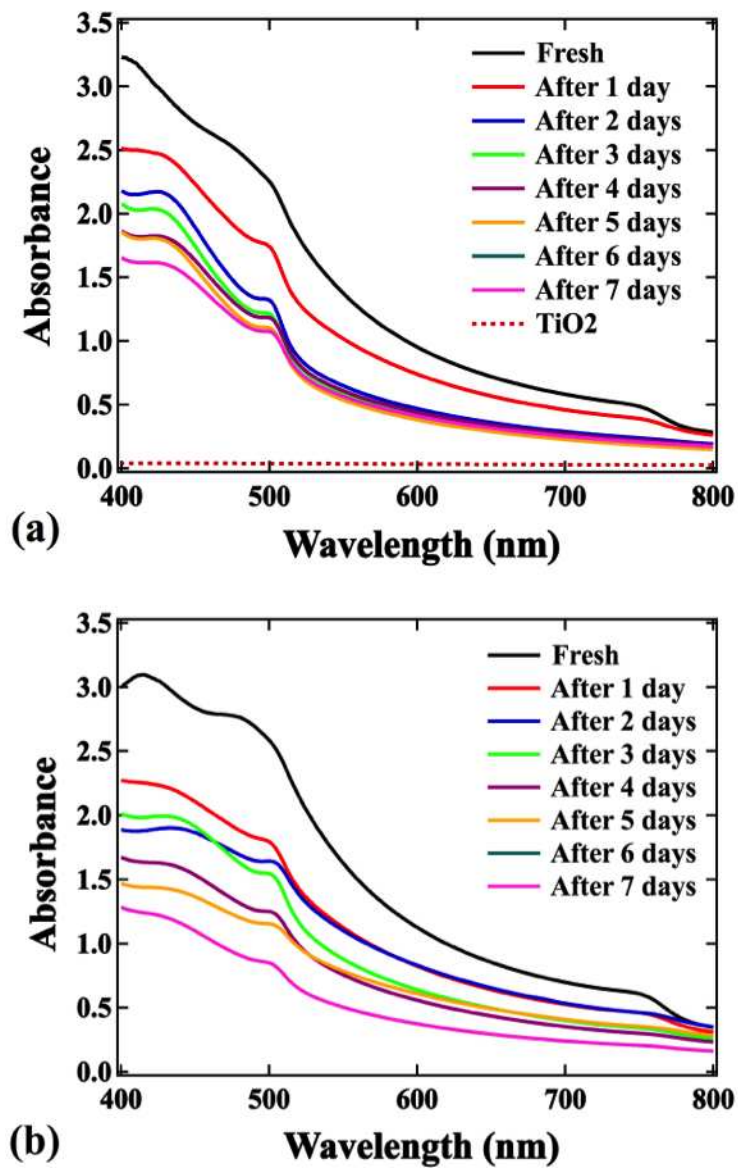 3.5
3.0
2.5
2.0
1.5
1.0
0.5
0.0
Absorbance
Fresh
After 1 day
After 2 days
After 3 days
After 4 days
After 5 days
After 6 days
After 7 days
TiO2
400 500 600 700 800
(a) Wavelength (nm)
3.5
3.0
2.5
2.0
1.5
1.0
0.5
0.0
Absorbance
Fresh
After 1 day
After 2 days
After 3 days
After 4 days
After 5 days
After 6 days
After 7 days
400 500 600 700 800
(b) Wavelength (nm)